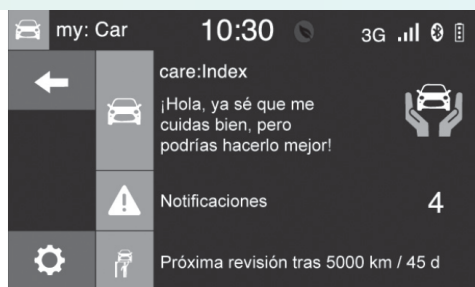 my: Car 10:30 3G
care:Index
¡Hola, ya sé que me
cuidas bien, pero
podrías hacerlo mejor!
Notificaciones 4
Próxima revisión tras 5000 km / 45 d